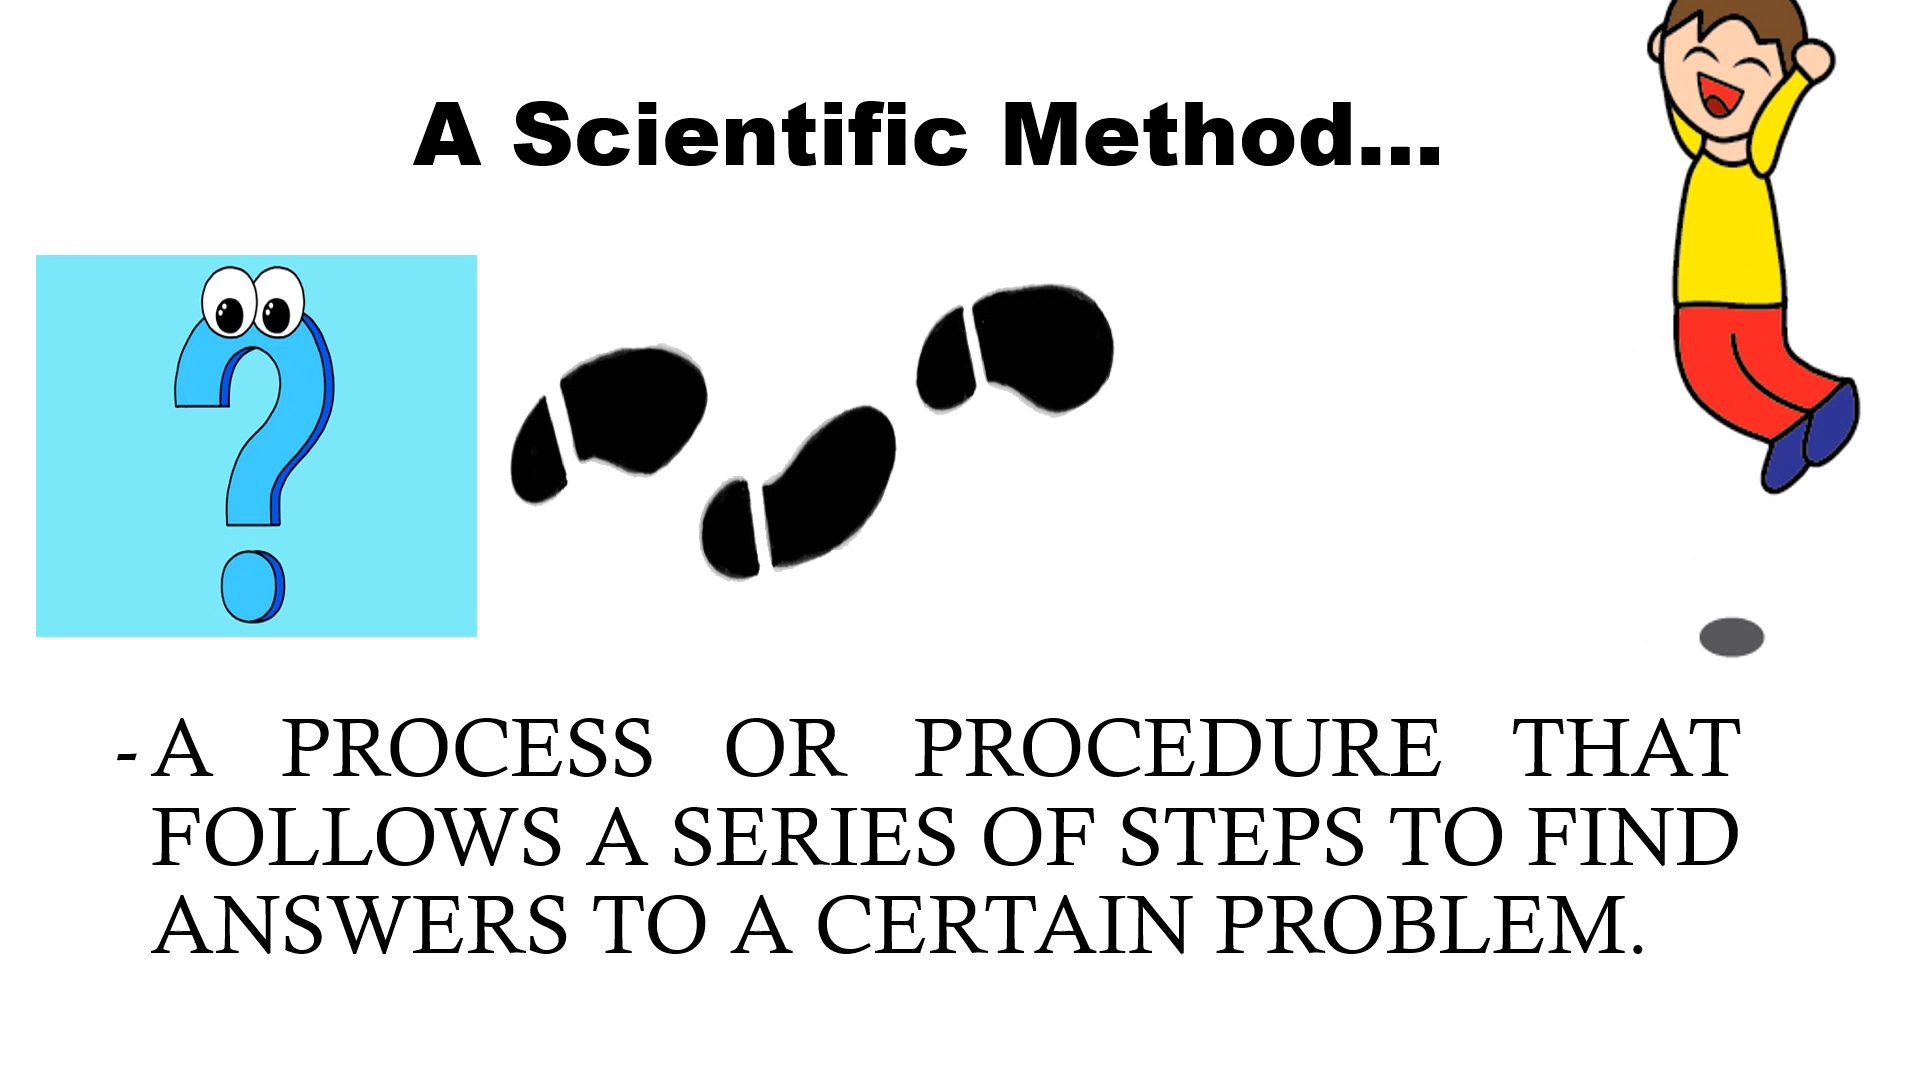 A Scientific Method...
- A PROCESS OR PROCEDURE THAT
FOLLOWS A SERIES OF STEPS TO FIND
ANSWERS TO A CERTAIN PROBLEM.